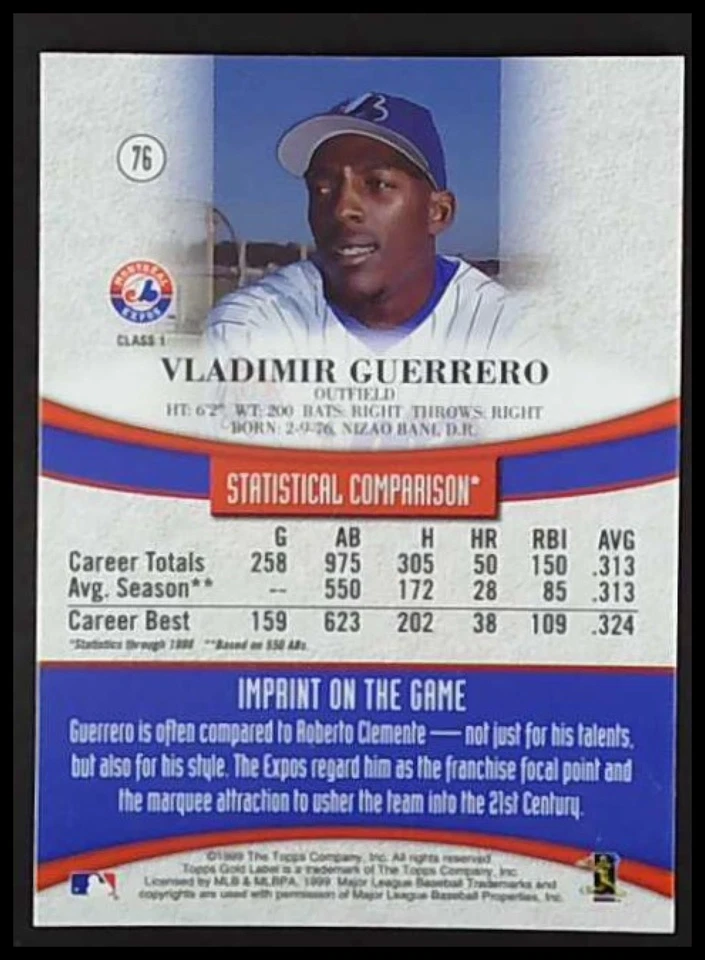 76
MONTREAL
EXPOS
CLASS 1
VLADIMIR GUERRERO
OUTFIELD
HT: 6'2" WT: 200 BATS: RIGHT THROWS: RIGHT
BORN: 2-9-76, NIZAO BANI, D.R.
STATISTICAL COMPARISON*
G AB H HR RBI AVG
Career Totals 258 975 305 50 150 .313
Avg. Season** -- 550 172 28 85 .313
Career Best 159 623 202 38 109 .324
*Statistics through 1998 **Based on 550 ABs.
IMPRINT ON THE GAME
Guerrero is often compared to Roberto Clemente — not just for his talents,
but also for his style. The Expos regard him as the franchise focal point and
the marquee attraction to usher the team into the 21st Century.
©1999 The Topps Company, Inc. All rights reserved
Topps Gold Label is a trademark of The Topps Company, Inc.
Licensed by MLB & MLBPA, 1999. Major League Baseball Trademarks and
copyrights are used with permission of Major League Baseball Properties, Inc.